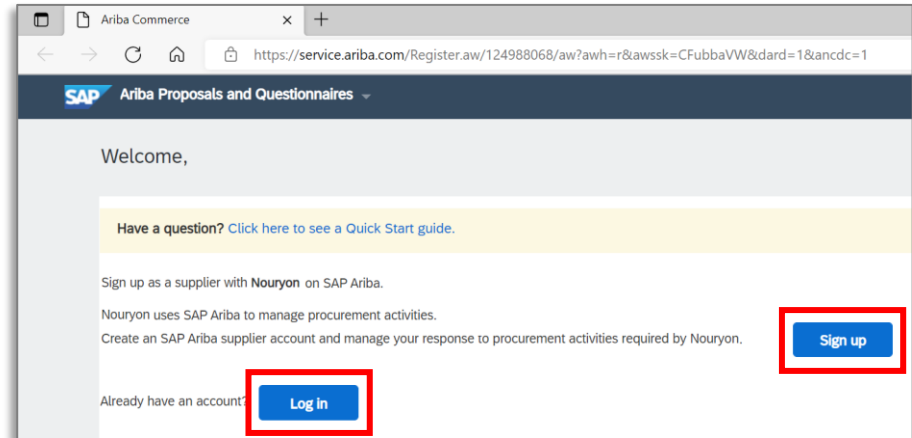 Ariba Commerce
https://service.ariba.com/Register.aw/124988068/aw?awh=r&awssk=CFubbaVW&dard=1&ancdc=1
SAP Ariba Proposals and Questionnaires
Welcome,
Have a question? Click here to see a Quick Start guide.
Sign up as a supplier with Nouryon on SAP Ariba.
Nouryon uses SAP Ariba to manage procurement activities.
Create an SAP Ariba supplier account and manage your response to procurement activities required by Nouryon.
Sign up
Already have an account?
Log in